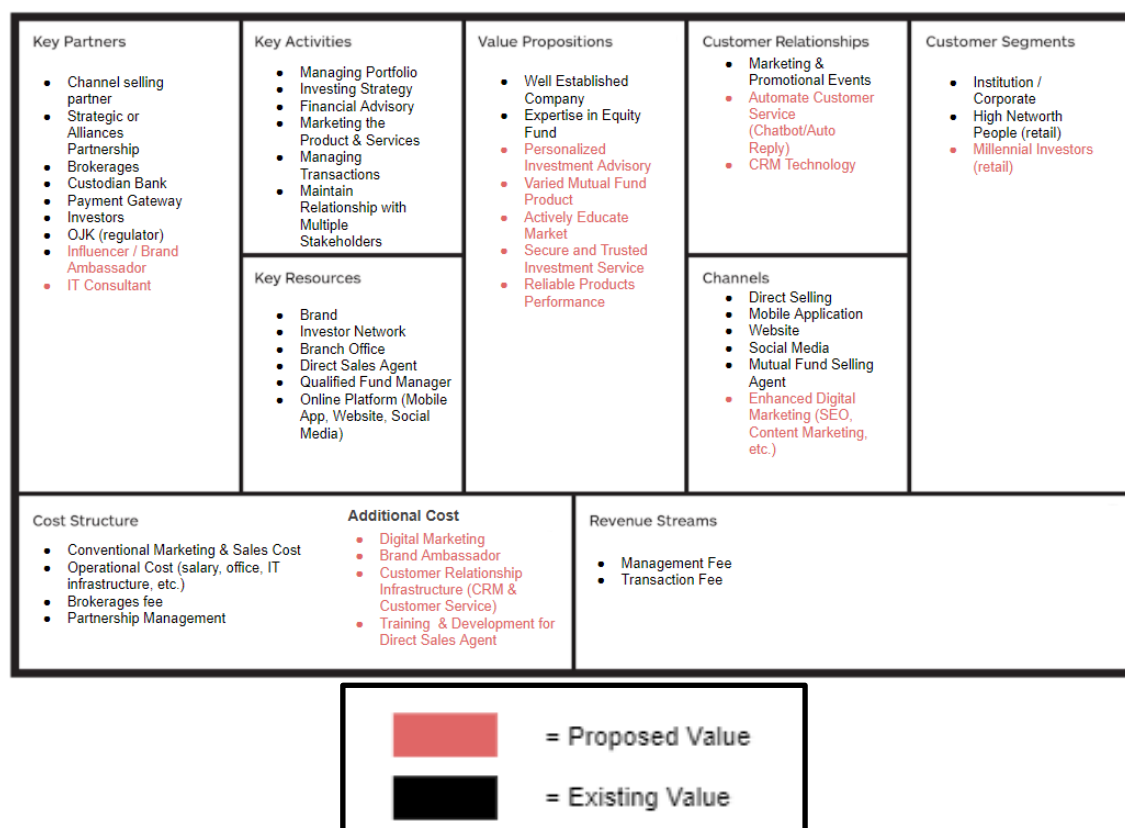 Key Partners
● Channel selling
partner
● Strategic or
Alliances
Partnership
● Brokerages
● Custodian Bank
● Payment Gateway
● Investors
● OJK (regulator)
● Influencer / Brand
Ambassador
● IT Consultant
Key Activities
● Managing Portfolio
● Investing Strategy
● Financial Advisory
● Marketing the
Product & Services
● Managing
Transactions
● Maintain
Relationship with
Multiple
Stakeholders
Key Resources
● Brand
● Investor Network
● Branch Office
● Direct Sales Agent
● Qualified Fund Manager
● Online Platform (Mobile
App, Website, Social
Media)
Value Propositions
● Well Established
Company
● Expertise in Equity
Fund
● Personalized
Investment Advisory
● Varied Mutual Fund
Product
● Actively Educate
Market
● Secure and Trusted
Investment Service
● Reliable Products
Performance
Customer Relationships
● Marketing &
Promotional Events
● Automate Customer
Service
(Chatbot/Auto
Reply)
● CRM Technology
Channels
● Direct Selling
● Mobile Application
● Website
● Social Media
● Mutual Fund Selling
Agent
● Enhanced Digital
Marketing (SEO,
Content Marketing,
etc.)
Customer Segments
● Institution /
Corporate
● High Networth
People (retail)
● Millennial Investors
(retail)
Cost Structure
● Conventional Marketing & Sales Cost
● Operational Cost (salary, office, IT
infrastructure, etc.)
● Brokerages fee
● Partnership Management
Additional Cost
● Digital Marketing
● Brand Ambassador
● Customer Relationship
Infrastructure (CRM &
Customer Service)
● Training & Development for
Direct Sales Agent
Revenue Streams
● Management Fee
● Transaction Fee
= Proposed Value
= Existing Value